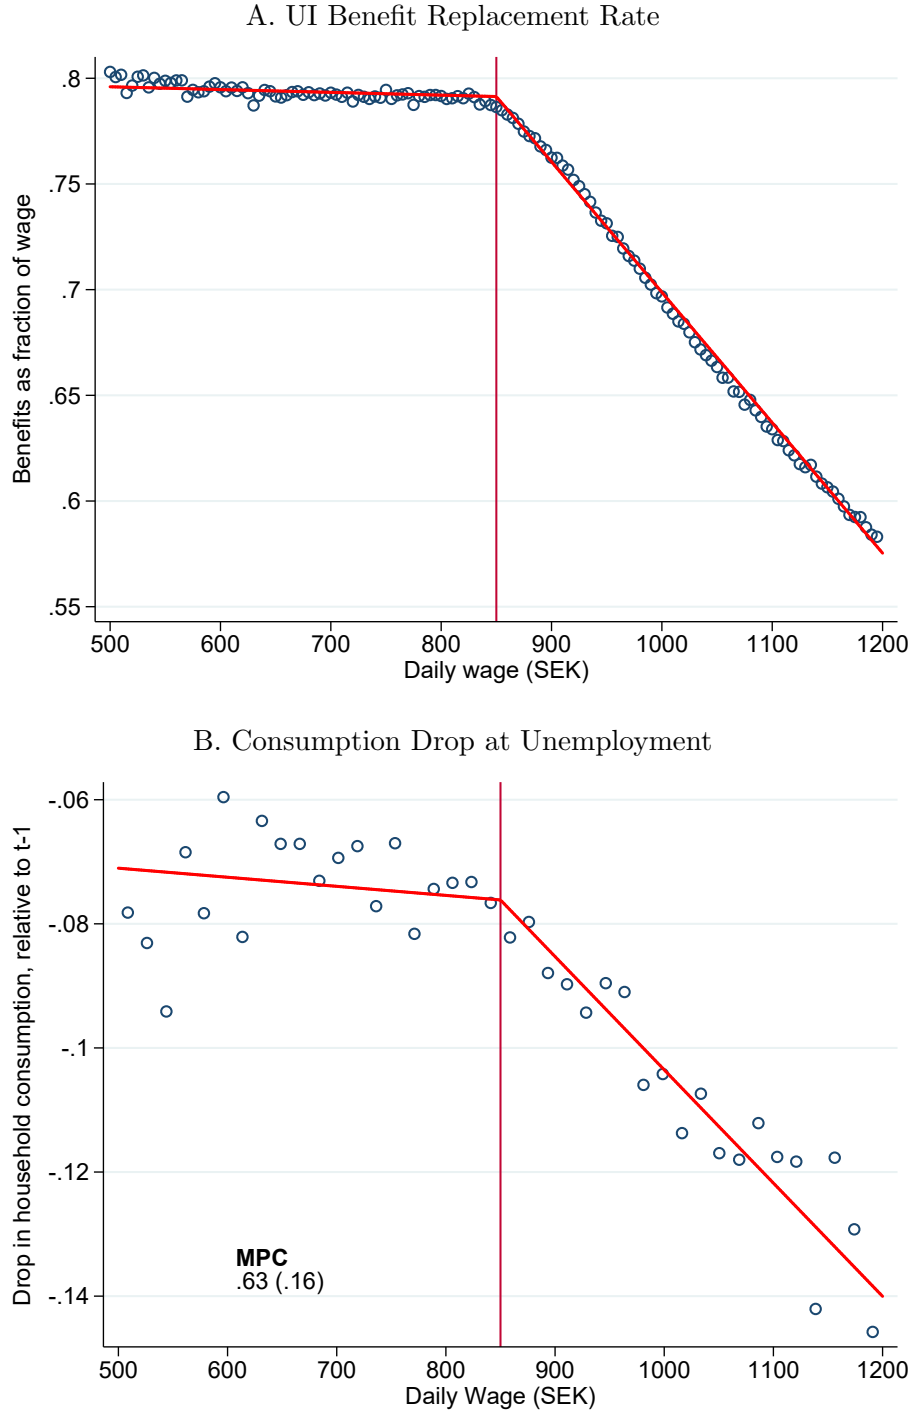 A. UI Benefit Replacement Rate
Benefits as fraction of wage
.8
.75
.7
.65
.6
.55
500 600 700 800 900 1000 1100 1200
Daily wage (SEK)
B. Consumption Drop at Unemployment
Drop in household consumption, relative to t-1
-.06
-.08
-.1
-.12
-.14
MPC
.63 (.16)
500 600 700 800 900 1000 1100 1200
Daily Wage (SEK)